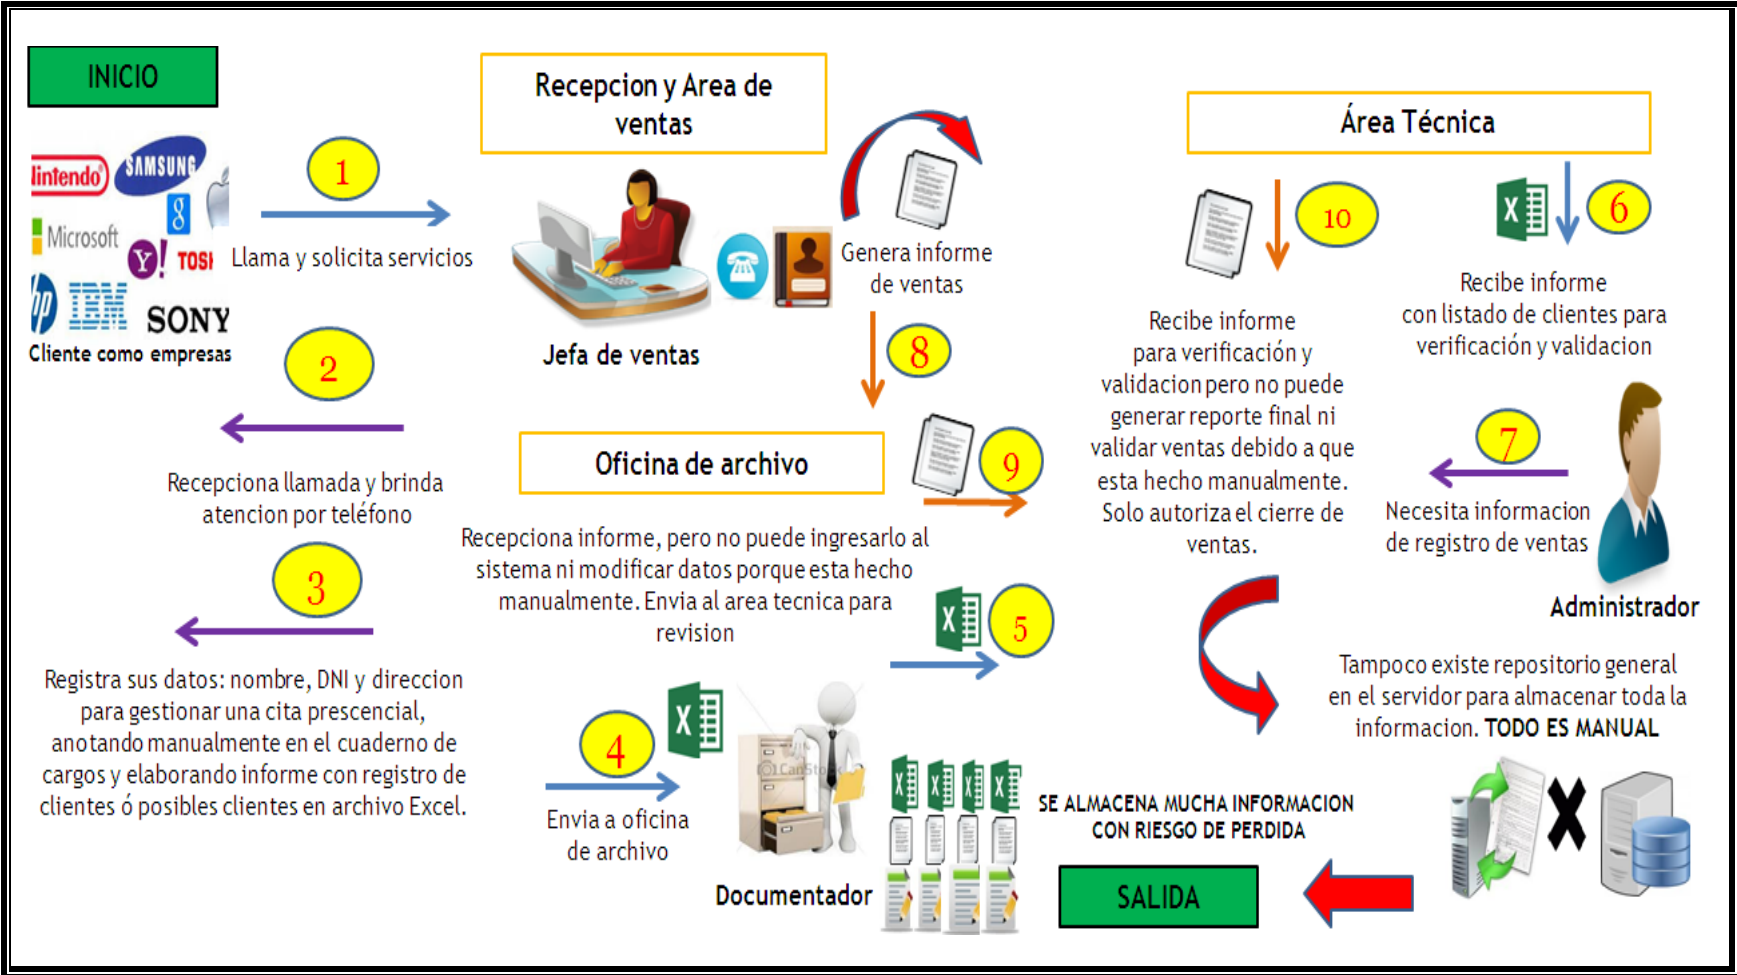 INICIO
Nintendo
SAMSUNG
g
Microsoft
Y!
TOSH
hp
IBM
SONY
Cliente como empresas
1
Llama y solicita servicios
2
Recepciona llamada y brinda
atencion por teléfono
3
Registra sus datos: nombre, DNI y direccion
para gestionar una cita prescencial,
anotando manualmente en el cuaderno de
cargos y elaborando informe con registro de
clientes ó posibles clientes en archivo Excel.
Recepcion y Area de
ventas
Jefa de ventas
Genera informe
de ventas
8
Oficina de archivo
9
Recepciona informe, pero no puede ingresarlo al
sistema ni modificar datos porque esta hecho
manualmente. Envia al area tecnica para
revision
X
5
4
X
Envia a oficina
de archivo
CanStock
Documentador
X
X
X
X
Área Técnica
10
X
6
Recibe informe
con listado de clientes para
verificación y validacion
Recibe informe
para verificación y
validacion pero no puede
generar reporte final ni
validar ventas debido a que
esta hecho manualmente.
Solo autoriza el cierre de
ventas.
7
Necesita informacion
de registro de ventas
Administrador
Tampoco existe repositorio general
en el servidor para almacenar toda la
informacion. TODO ES MANUAL
SE ALMACENA MUCHA INFORMACION
CON RIESGO DE PERDIDA
SALIDA